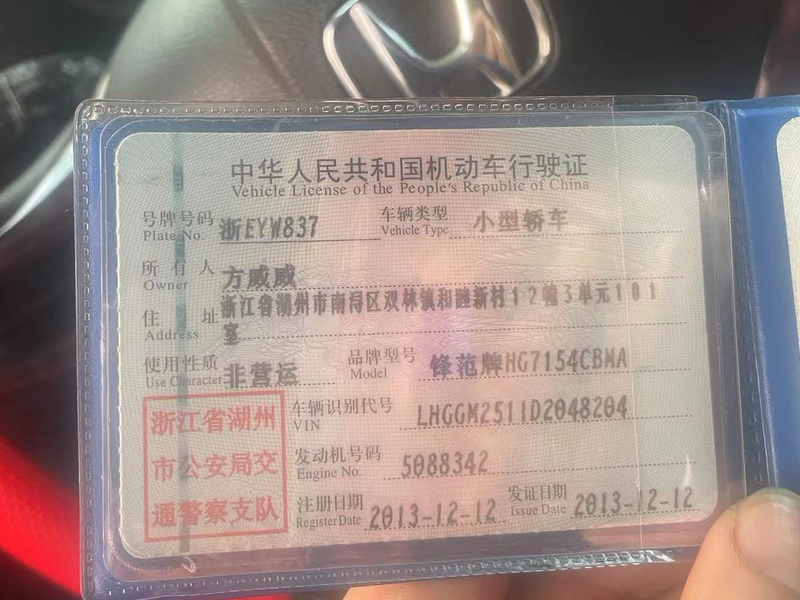 中华人民共和国机动车行驶证
Vehicle License of the People's Republic of China
号牌号码 浙EYW837 车辆类型 小型轿车
Plate No. Vehicle Type
所有人 方威威
Owner
住址 浙江省湖州市南浔区双林镇和睦新村12幢3单元101
Address 室
使用性质 非营运 品牌型号 锋范牌HG7154CBMA
Use Character Model
浙江省湖州 车辆识别代号 LHGGM2511D2048204
VIN
市公安局交 发动机号码 5088342
Engine No.
通警察支队 注册日期 2013-12-12 发证日期 2013-12-12
Register Date Issue Date